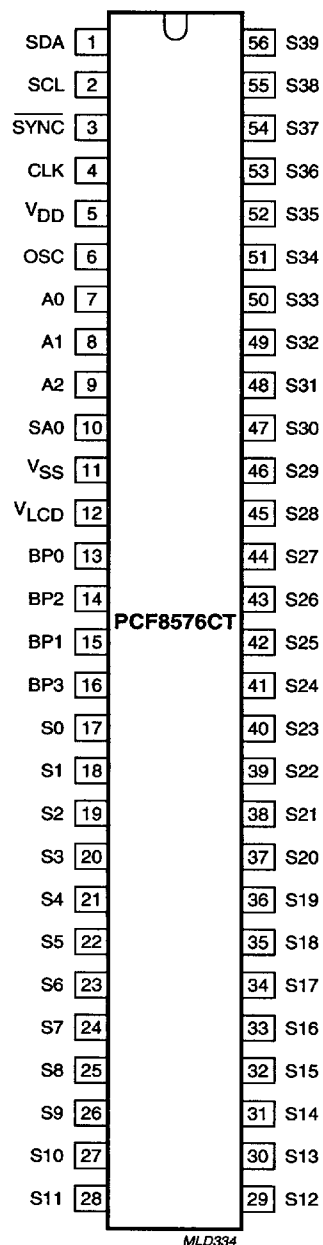 SDA 1 56 S39
SCL 2 55 S38
SYNC 3 54 S37
CLK 4 53 S36
VDD 5 52 S35
OSC 6 51 S34
A0 7 50 S33
A1 8 49 S32
A2 9 48 S31
SA0 10 47 S30
VSS 11 46 S29
VLCD 12 45 S28
BP0 13 44 S27
BP2 14 43 S26
PCF8576CT
BP1 15 42 S25
BP3 16 41 S24
S0 17 40 S23
S1 18 39 S22
S2 19 38 S21
S3 20 37 S20
S4 21 36 S19
S5 22 35 S18
S6 23 34 S17
S7 24 33 S16
S8 25 32 S15
S9 26 31 S14
S10 27 30 S13
S11 28 29 S12
MLD334